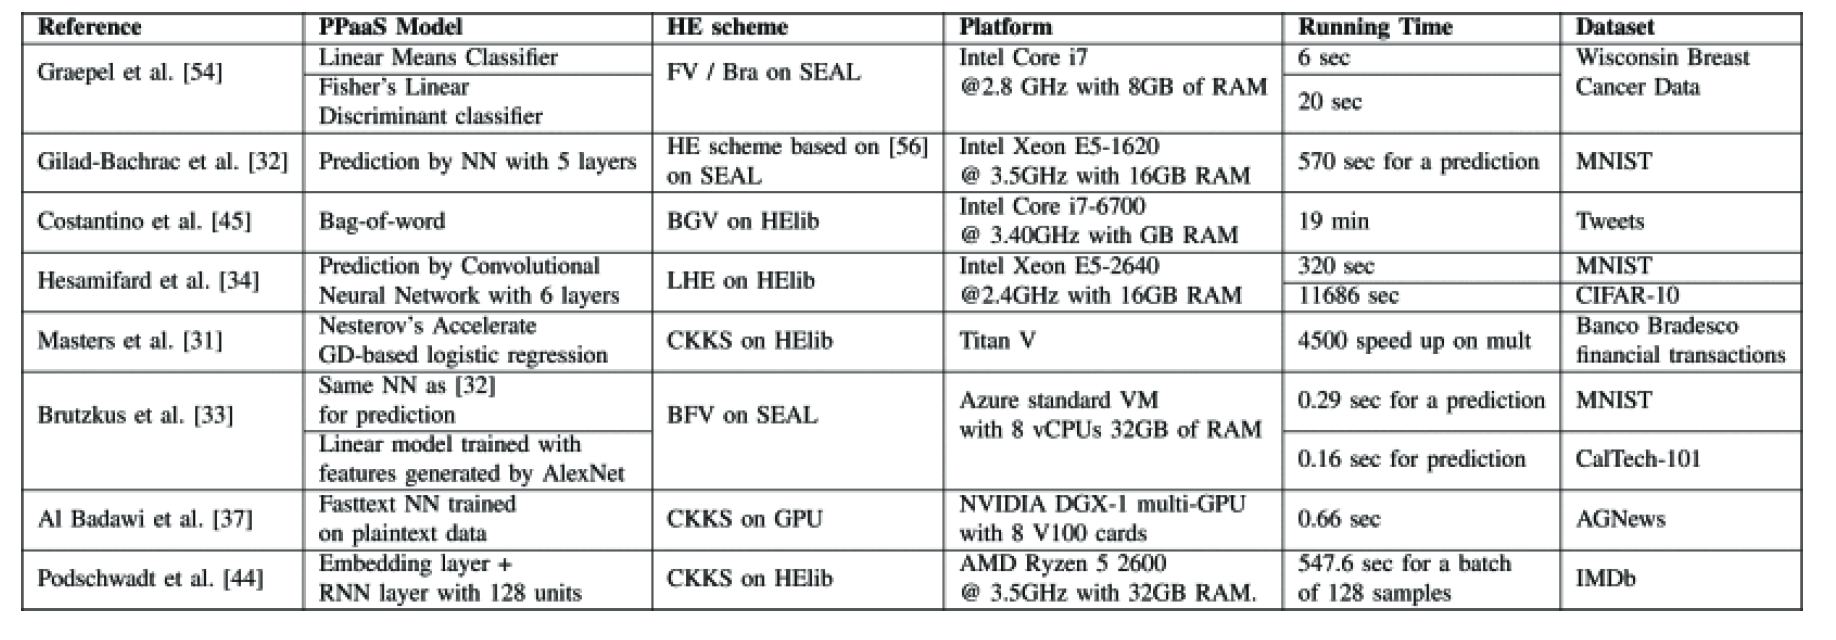 Reference PPaaS Model HE scheme Platform Running Time Dataset
Graepel et al. [54] Linear Means Classifier FV / Bra on SEAL Intel Core i7 6 sec Wisconsin Breast
Fisher's Linear @2.8 GHz with 8GB of RAM 20 sec Cancer Data
Discriminant classifier
Gilad-Bachrac et al. [32] Prediction by NN with 5 layers HE scheme based on [56] Intel Xeon E5-1620 570 sec for a prediction MNIST
on SEAL @ 3.5GHz with 16GB RAM
Costantino et al. [45] Bag-of-word BGV on HElib Intel Core i7-6700 19 min Tweets
@ 3.40GHz with GB RAM
Hesamifard et al. [34] Prediction by Convolutional LHE on HElib Intel Xeon E5-2640 320 sec MNIST
Neural Network with 6 layers @2.4GHz with 16GB RAM 11686 sec CIFAR-10
Masters et al. [31] Nesterov's Accelerate CKKS on HElib Titan V 4500 speed up on mult Banco Bradesco
GD-based logistic regression financial transactions
Brutzkus et al. [33] Same NN as [32] BFV on SEAL Azure standard VM 0.29 sec for a prediction MNIST
for prediction with 8 vCPUs 32GB of RAM
Linear model trained with 0.16 sec for prediction CalTech-101
features generated by AlexNet
Al Badawi et al. [37] Fasttext NN trained CKKS on GPU NVIDIA DGX-1 multi-GPU 0.66 sec AGNews
on plaintext data with 8 V100 cards
Podschwadt et al. [44] Embedding layer + CKKS on HElib AMD Ryzen 5 2600 547.6 sec for a batch IMDb
RNN layer with 128 units @ 3.5GHz with 32GB RAM. of 128 samples